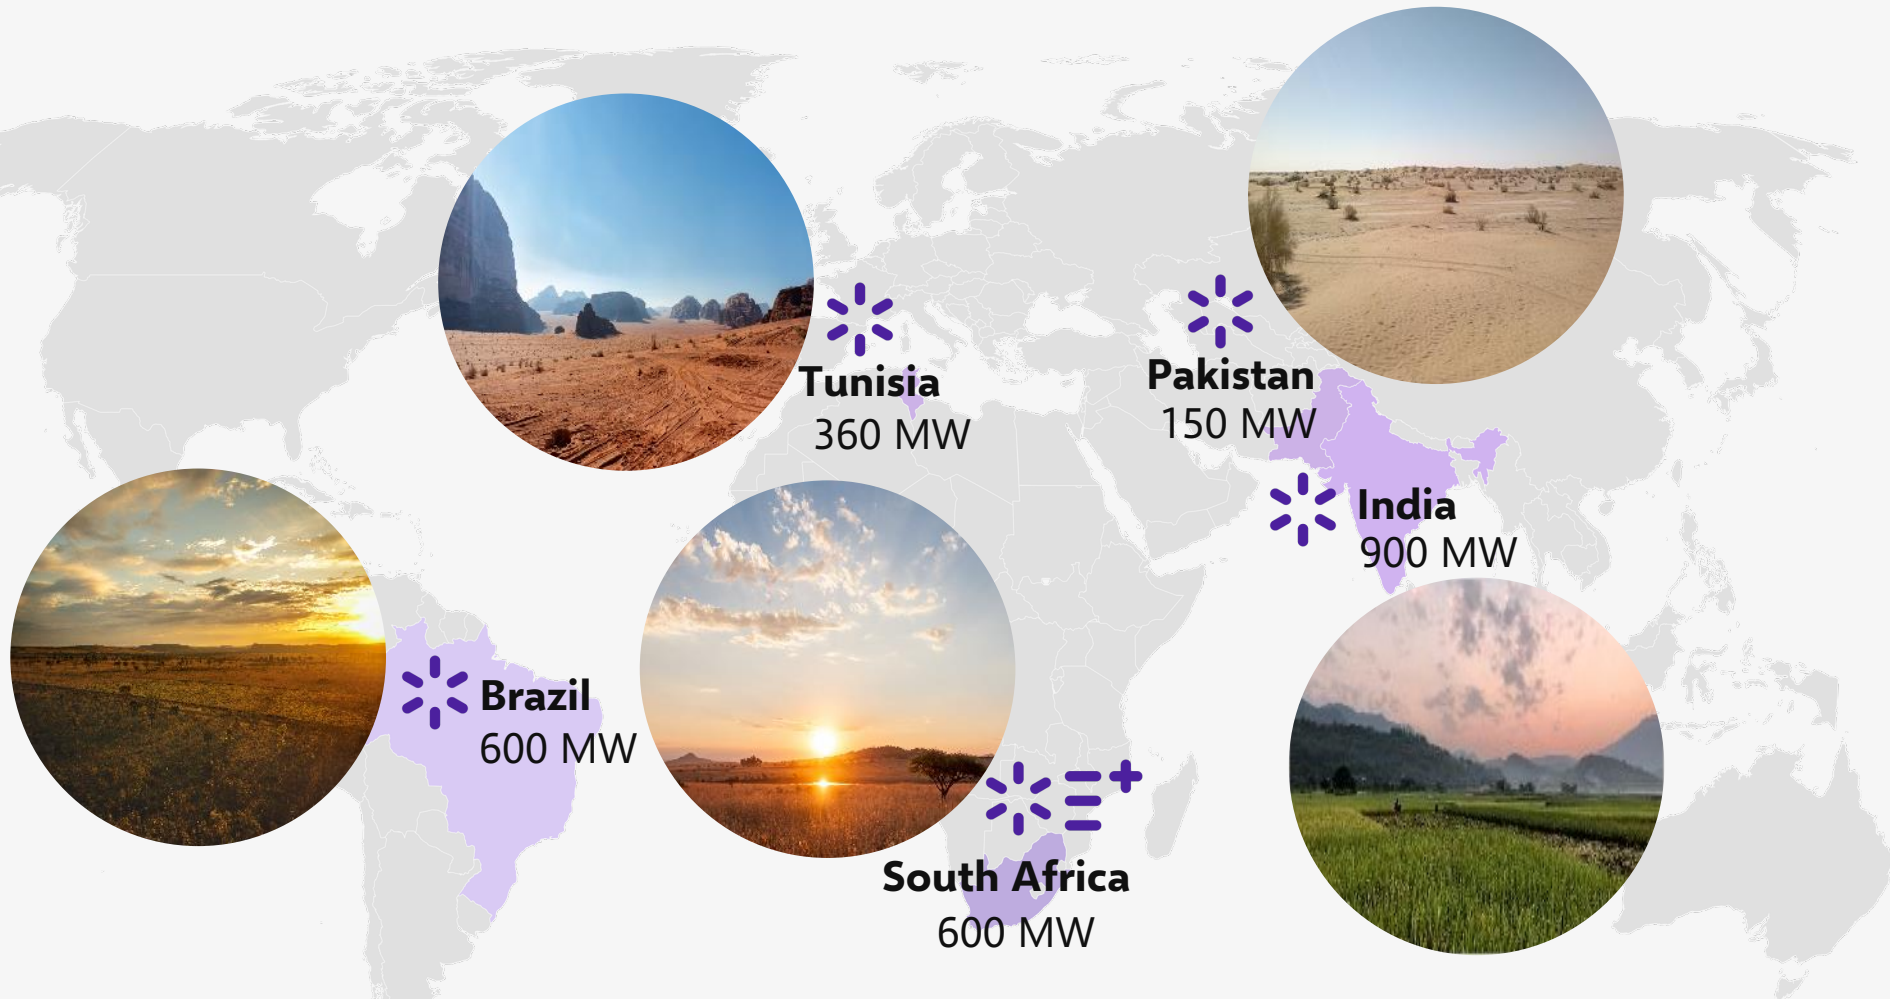 Tunisia
360 MW
Pakistan
150 MW
India
900 MW
Brazil
600 MW
South Africa
600 MW